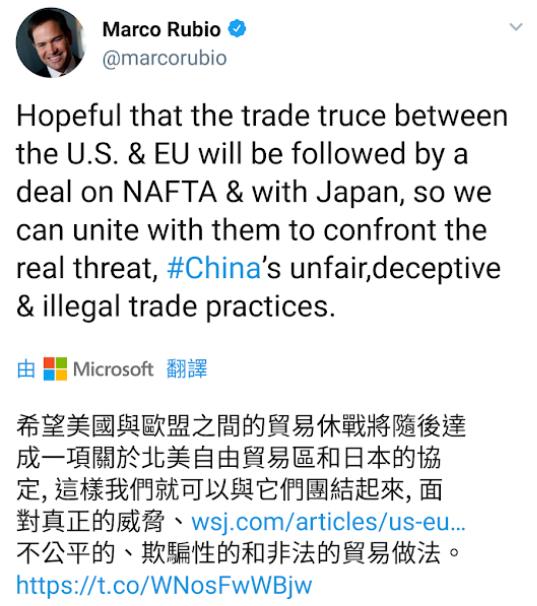 Marco Rubio
@marcorubio
Hopeful that the trade truce between
the U.S. & EU will be followed by a
deal on NAFTA & with Japan, so we
can unite with them to confront the
real threat, #China's unfair,deceptive
& illegal trade practices.
由 Microsoft 翻譯
希望美國與歐盟之間的貿易休戰將隨後達
成一項關於北美自由貿易區和日本的協
定, 這樣我們就可以與它們團結起來, 面
對真正的威脅、wsj.com/articles/us-eu…
不公平的、欺騙性的和非法的貿易做法。
https://t.co/WNosFwWBjw